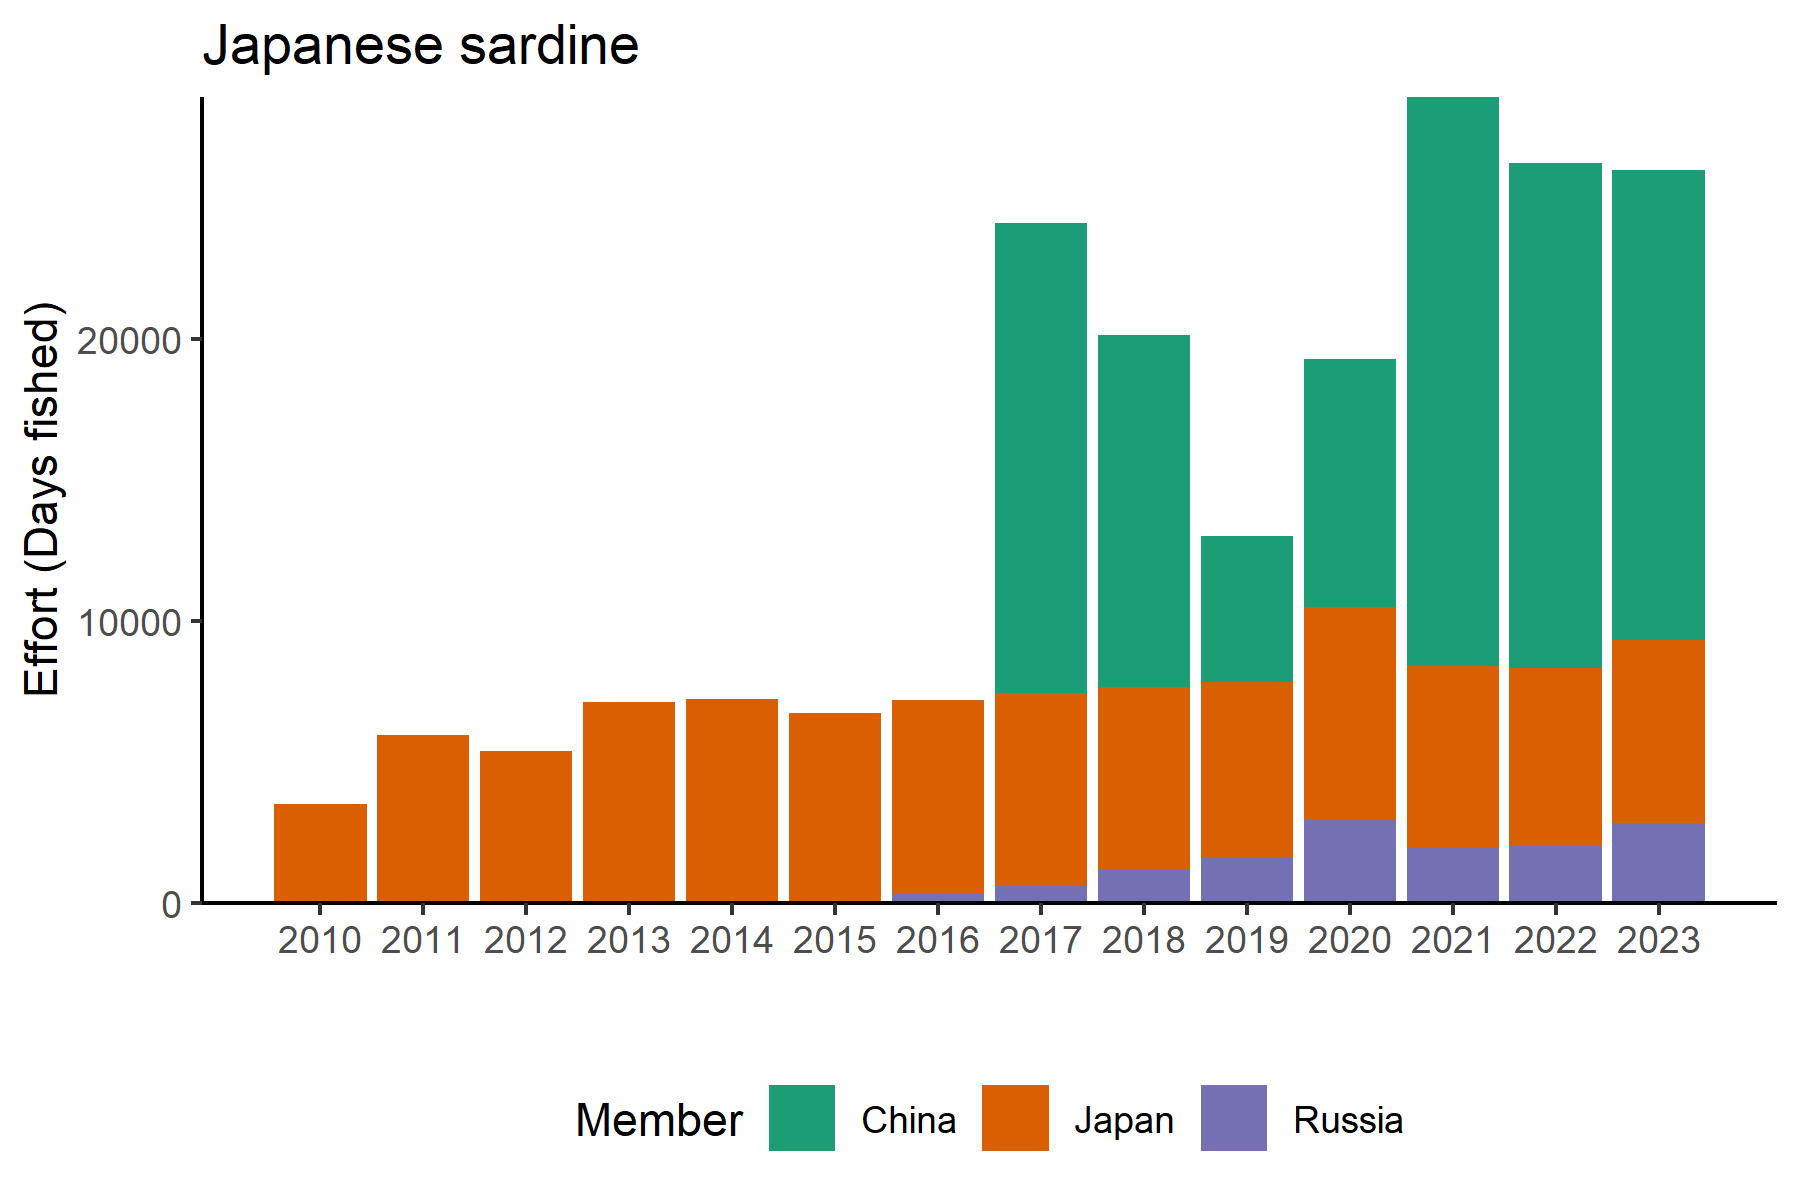 Japanese sardine
Effort (Days fished)
20000
10000
0
2010 2011 2012 2013 2014 2015 2016 2017 2018 2019 2020 2021 2022 2023
Member China Japan Russia